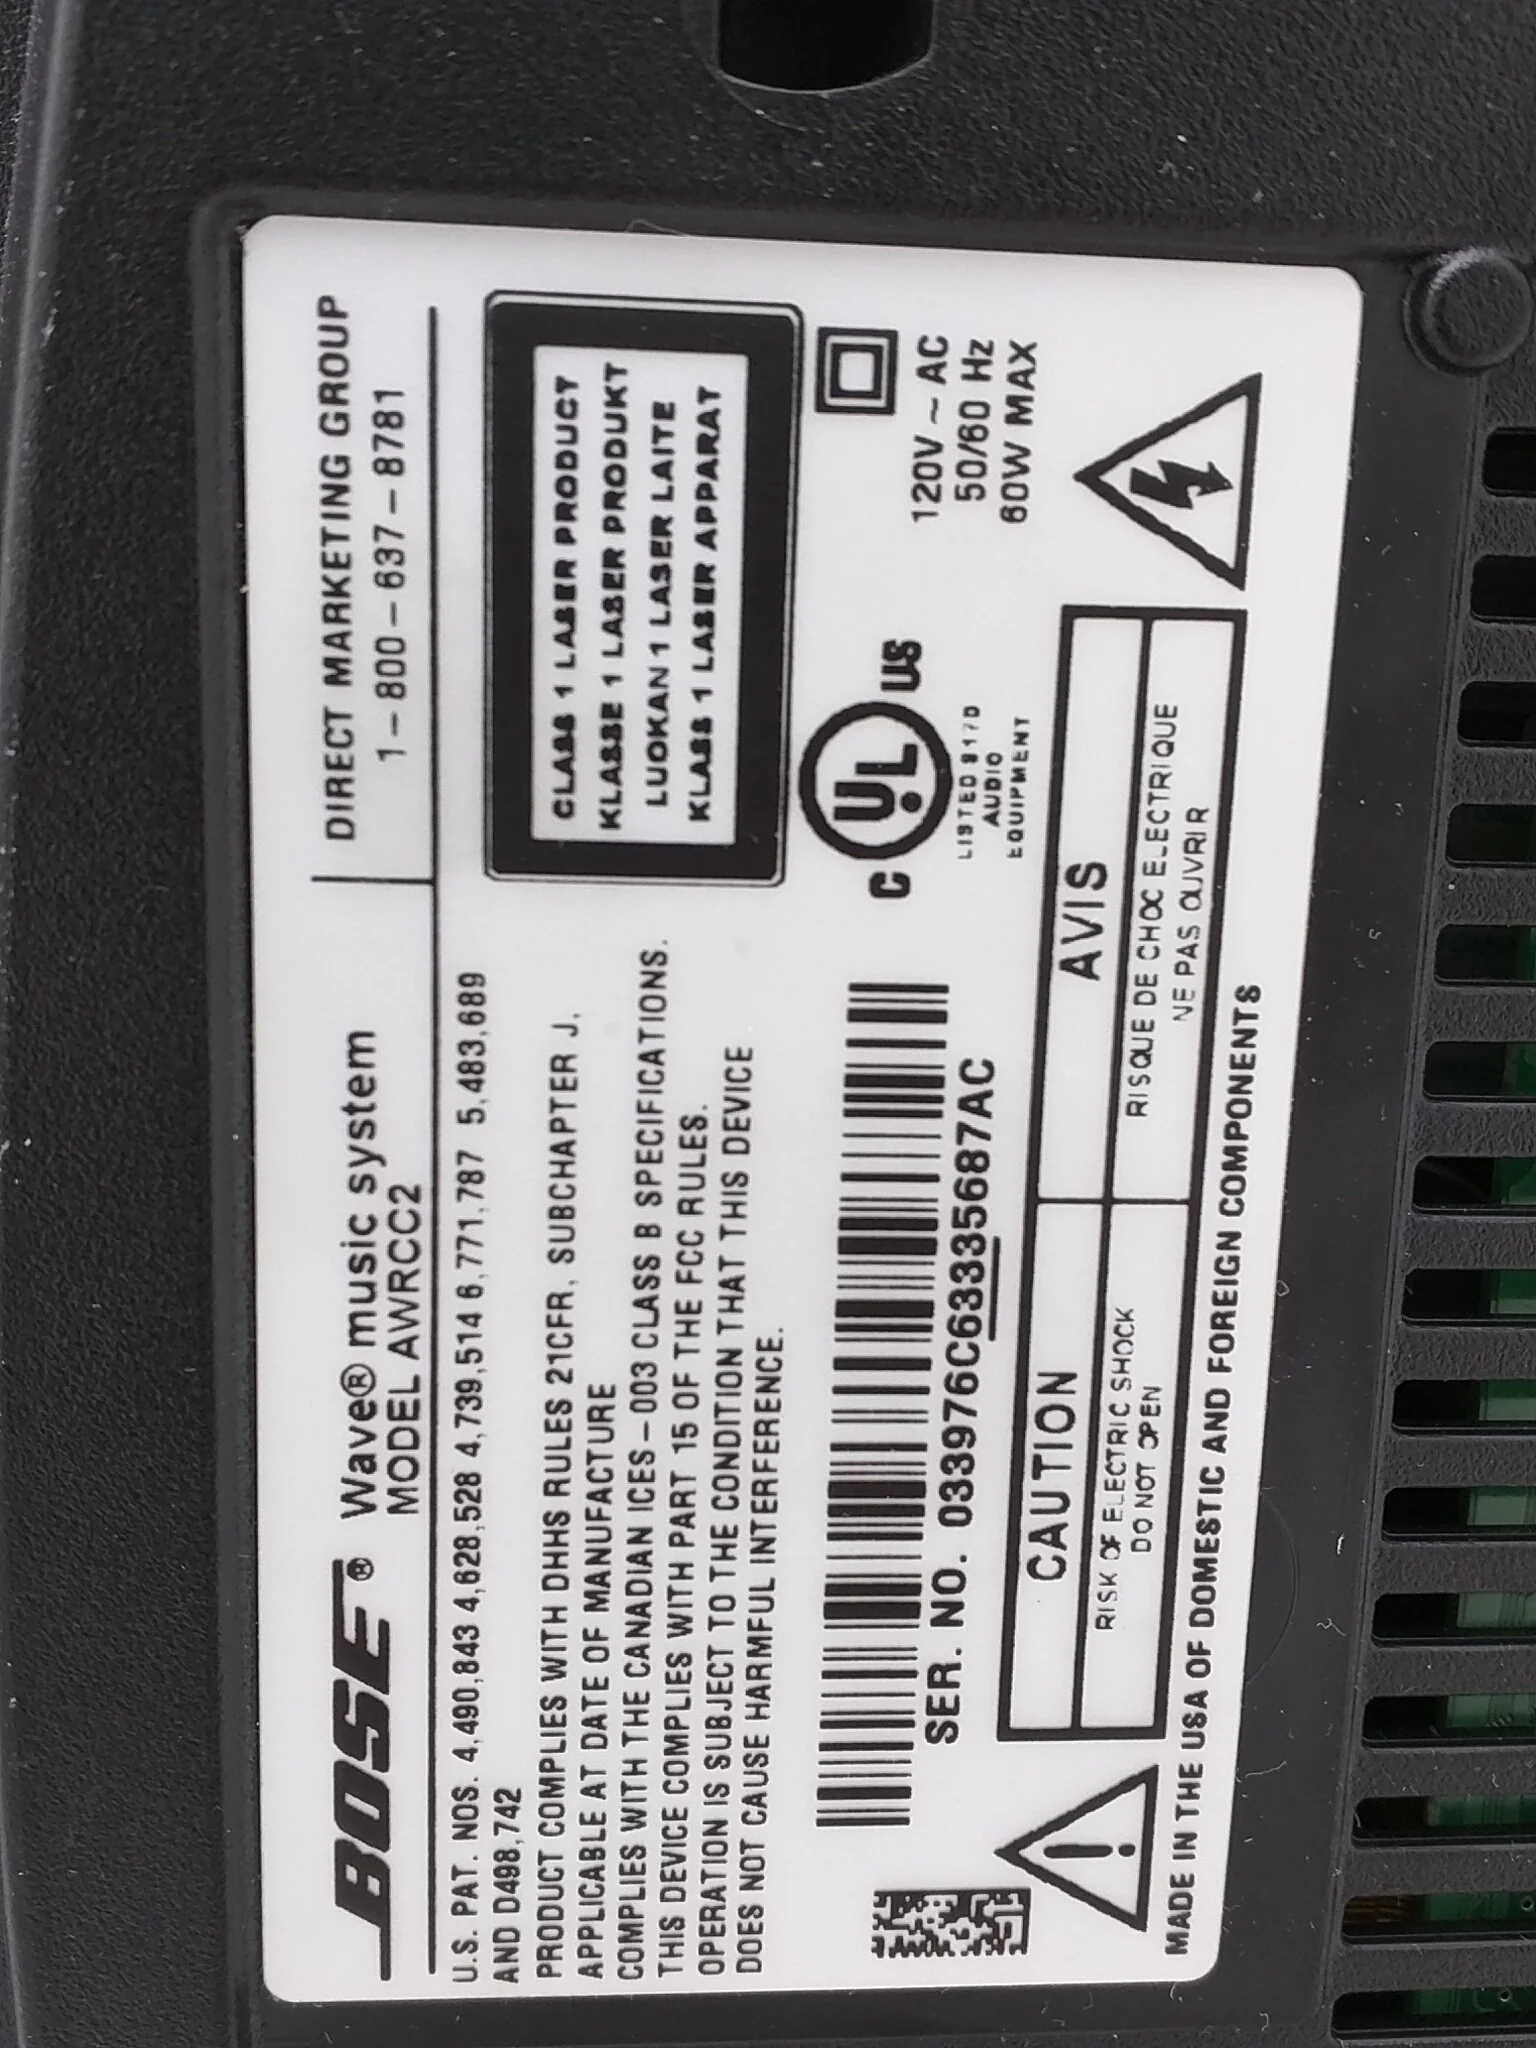 BOSE® Wave® music system
MODEL AWRCC2
DIRECT MARKETING GROUP
1-800-637-8781
U.S. PAT. NOS. 4,490,843 4,628,528 4,739,514 6,771,787 5,483,689
AND D498,742
PRODUCT COMPLIES WITH DHHS RULES 21CFR, SUBCHAPTER J.
APPLICABLE AT DATE OF MANUFACTURE
COMPLIES WITH THE CANADIAN ICES-003 CLASS B SPECIFICATIONS.
THIS DEVICE COMPLIES WITH PART 15 OF THE FCC RULES.
OPERATION IS SUBJECT TO THE CONDITION THAT THIS DEVICE
DOES NOT CAUSE HARMFUL INTERFERENCE.
CLASS 1 LASER PRODUCT
KLASSE 1 LASER PRODUKT
LUOKAN 1 LASER LAITE
KLASS 1 LASER APPARAT
SER. NO. 033976C63335687AC
C UL US
LISTED 917D
AUDIO
EQUIPMENT
120V ~ AC
50/60 Hz
60W MAX
CAUTION
RISK OF ELECTRIC SHOCK
DO NOT OPEN
AVIS
RISQUE DE CHOC ELECTRIQUE
NE PAS OUVRIR
MADE IN THE USA OF DOMESTIC AND FOREIGN COMPONENTS